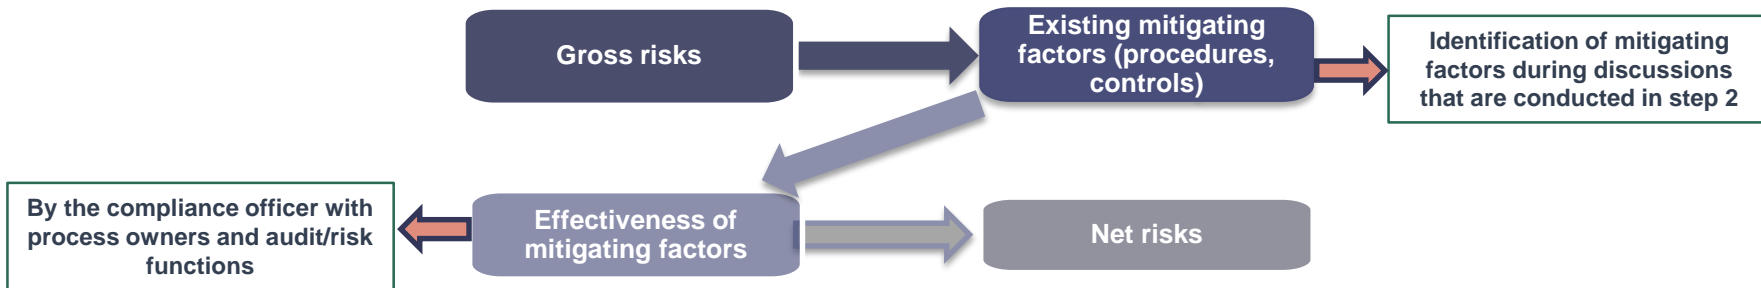 Gross risks
Existing mitigating
factors (procedures,
controls)
Identification of mitigating
factors during discussions
that are conducted in step 2
By the compliance officer with
process owners and audit/risk
functions
Effectiveness of
mitigating factors
Net risks